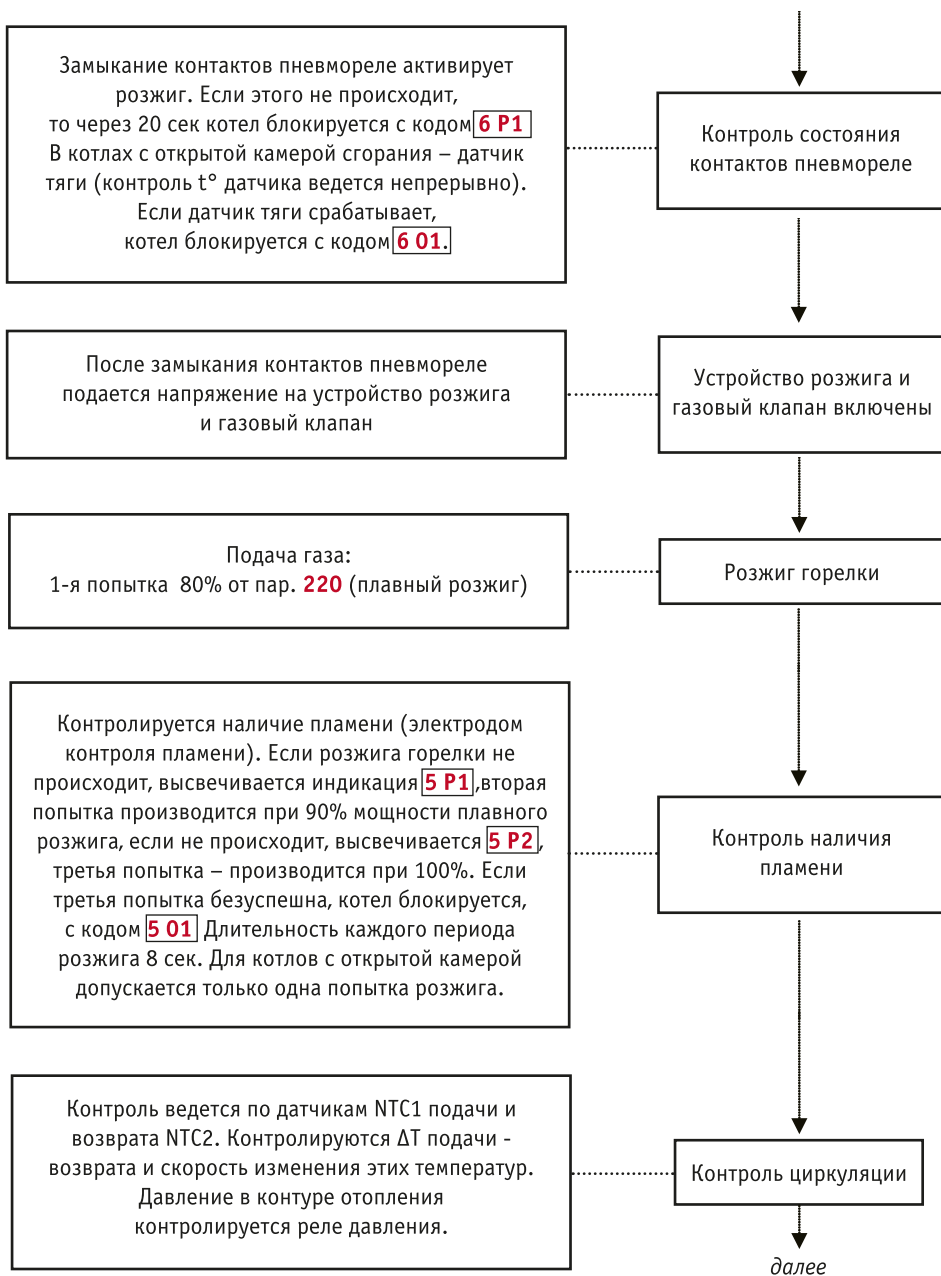 Замыкание контактов пневмореле активирует
розжиг. Если этого не происходит,
то через 20 сек котел блокируется с кодом 6 P1
В котлах с открытой камерой сгорания – датчик
тяги (контроль t° датчика ведется непрерывно).
Если датчик тяги срабатывает,
котел блокируется с кодом 6 01.
Контроль состояния
контактов пневмореле
После замыкания контактов пневмореле
подается напряжение на устройство розжига
и газовый клапан
Устройство розжига и
газовый клапан включены
Подача газа:
1-я попытка 80% от пар. 220 (плавный розжиг)
Розжиг горелки
Контролируется наличие пламени (электродом
контроля пламени). Если розжига горелки не
происходит, высвечивается индикация 5 P1 ,вторая
попытка производится при 90% мощности плавного
розжига, если не происходит, высвечивается 5 P2 ,
третья попытка – производится при 100%. Если
третья попытка безуспешна, котел блокируется,
с кодом 5 01 Длительность каждого периода
розжига 8 сек. Для котлов с открытой камерой
допускается только одна попытка розжига.
Контроль наличия
пламени
Контроль ведется по датчикам NTC1 подачи и
возврата NTC2. Контролируются ΔT подачи -
возврата и скорость изменения этих температур.
Давление в контуре отопления
контролируется реле давления.
Контроль циркуляции
далее